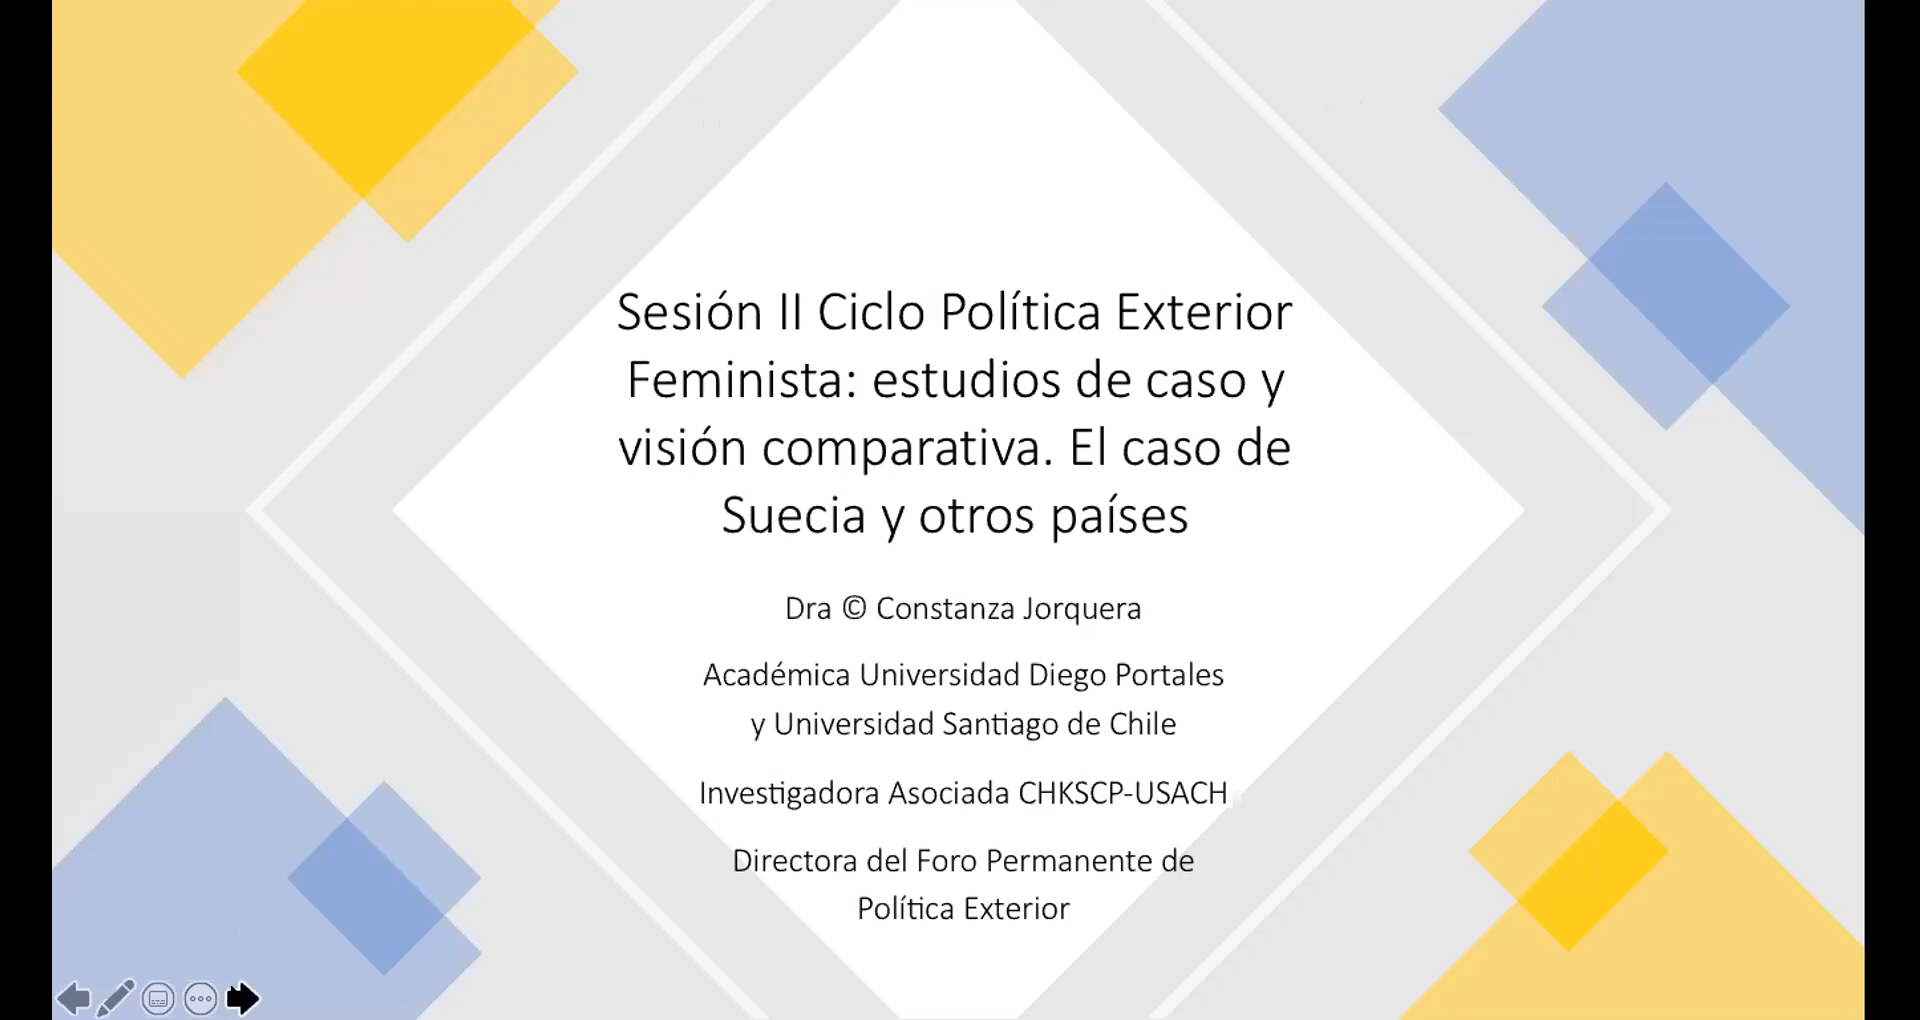 Sesión II Ciclo Política Exterior
Feminista: estudios de caso y
visión comparativa. El caso de
Suecia y otros países
Dra © Constanza Jorquera
Académica Universidad Diego Portales
y Universidad Santiago de Chile
Investigadora Asociada CHKSCP-USACH
Directora del Foro Permanente de
Política Exterior